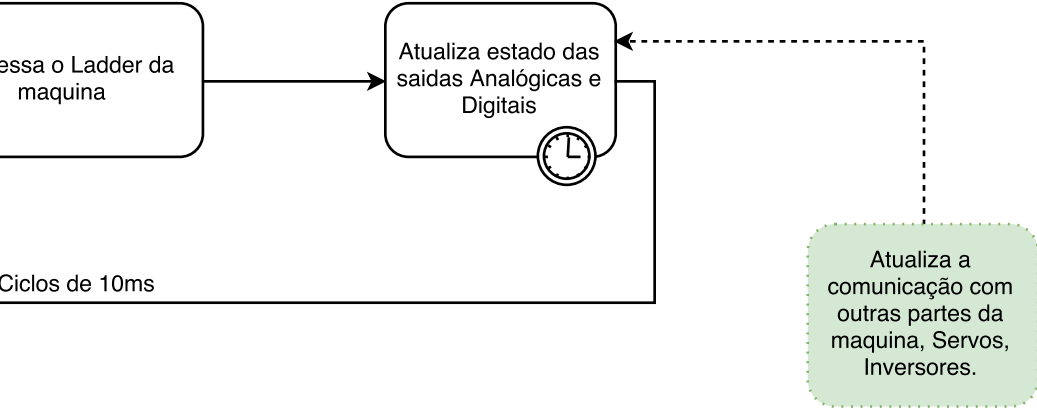 o Ladder da
maquina
Atualiza estado das
saidas Analógicas e
Digitais
Ciclos de 10ms
Atualiza a
comunicação com
outras partes da
maquina, Servos,
Inversores.